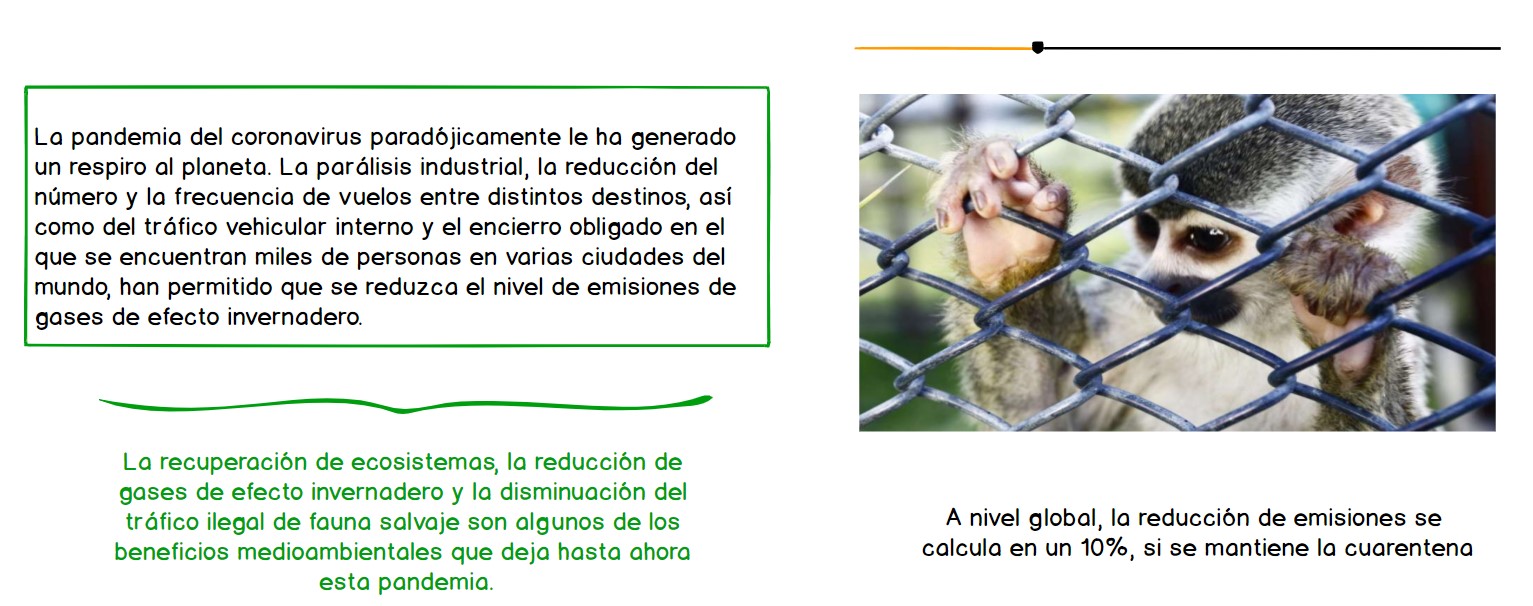 La pandemia del coronavirus paradójicamente le ha generado
un respiro al planeta. La parálisis industrial, la reducción del
número y la frecuencia de vuelos entre distintos destinos, así
como del tráfico vehicular interno y el encierro obligado en el
que se encuentran miles de personas en varias ciudades del
mundo, han permitido que se reduzca el nivel de emisiones de
gases de efecto invernadero.
La recuperación de ecosistemas, la reducción de
gases de efecto invernadero y la disminuación del
tráfico ilegal de fauna salvaje son algunos de los
beneficios medioambientales que deja hasta ahora
esta pandemia.
A nivel global, la reducción de emisiones se
calcula en un 10%, si se mantiene la cuarentena